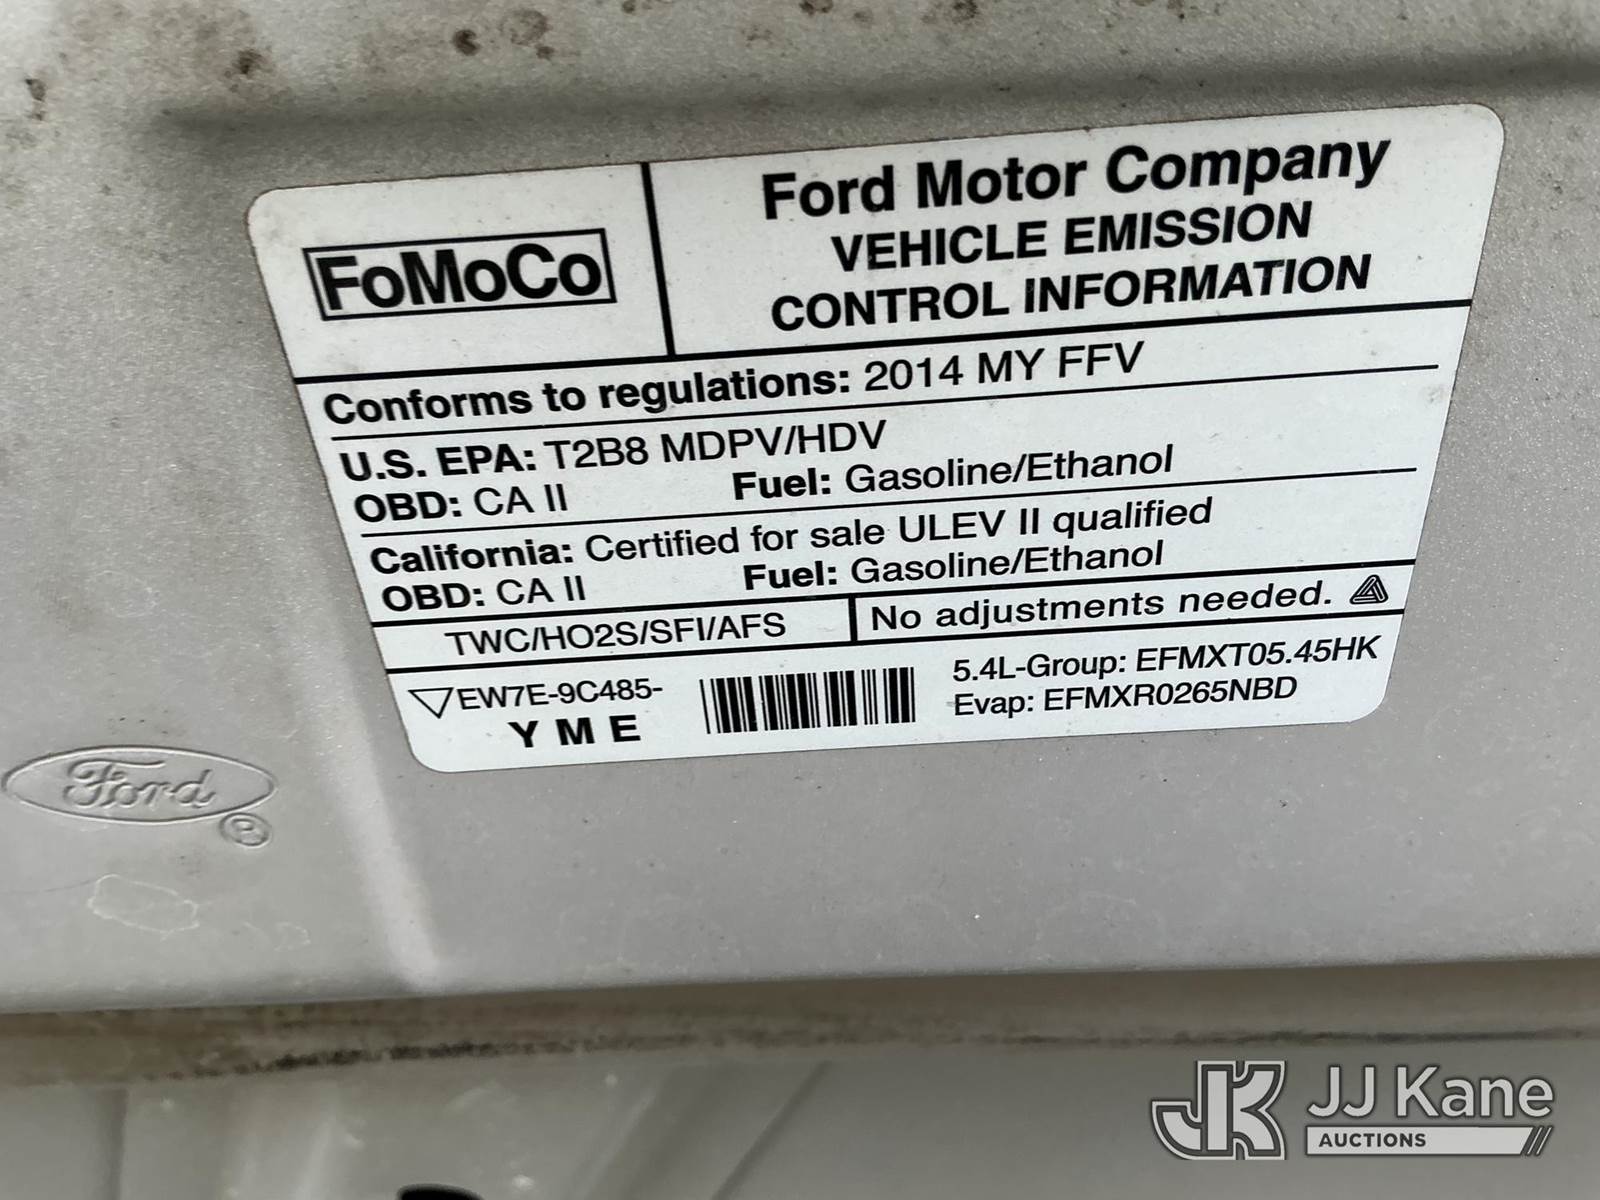 FoMoCo
Ford Motor Company
VEHICLE EMISSION
CONTROL INFORMATION
Conforms to regulations: 2014 MY FFV
U.S. EPA: T2B8 MDPV/HDV
OBD: CA II Fuel: Gasoline/Ethanol
California: Certified for sale ULEV II qualified
OBD: CA II Fuel: Gasoline/Ethanol
TWC/HO2S/SFI/AFS No adjustments needed.
EW7E-9C485-
YME
5.4L-Group: EFMXT05.45HK
Evap: EFMXR0265NBD
Ford
®
JK JJ Kane
AUCTIONS